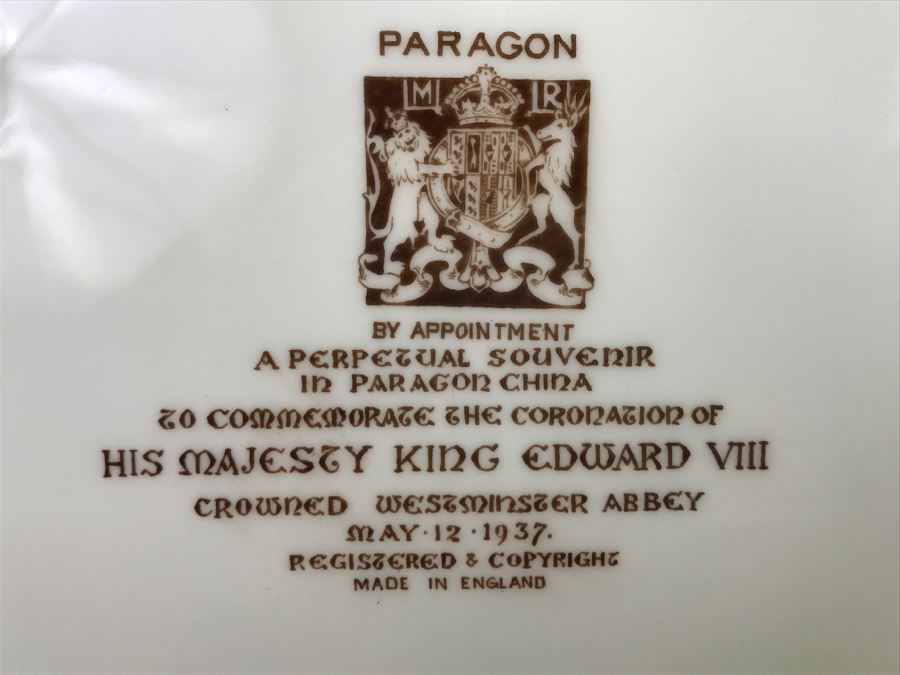 PARAGON
M R
BY APPOINTMENT
A PERPETUAL SOUVENIR
IN PARAGON CHINA
TO COMMEMORATE THE CORONATION OF
HIS MAJESTY KING EDWARD VIII
CROWNED WESTMINSTER ABBEY
MAY·12·1937.
REGISTERED & COPYRIGHT
MADE IN ENGLAND